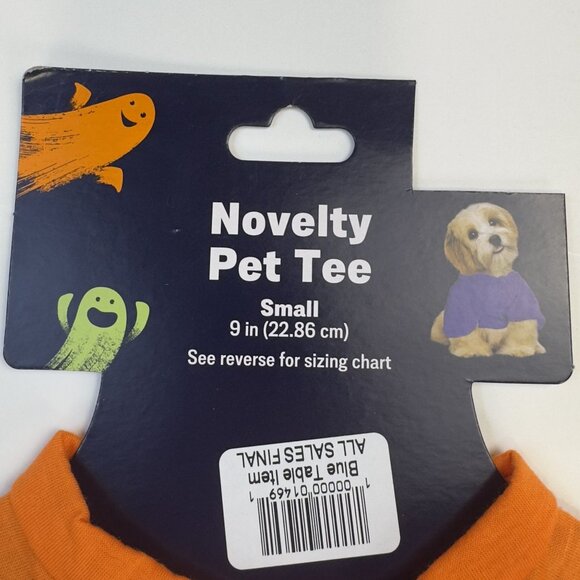 Novelty
Pet Tee
Small
9 in (22.86 cm)
See reverse for sizing chart
ALL SALES FINAL
Blue Table Item
1 00000 01469 1